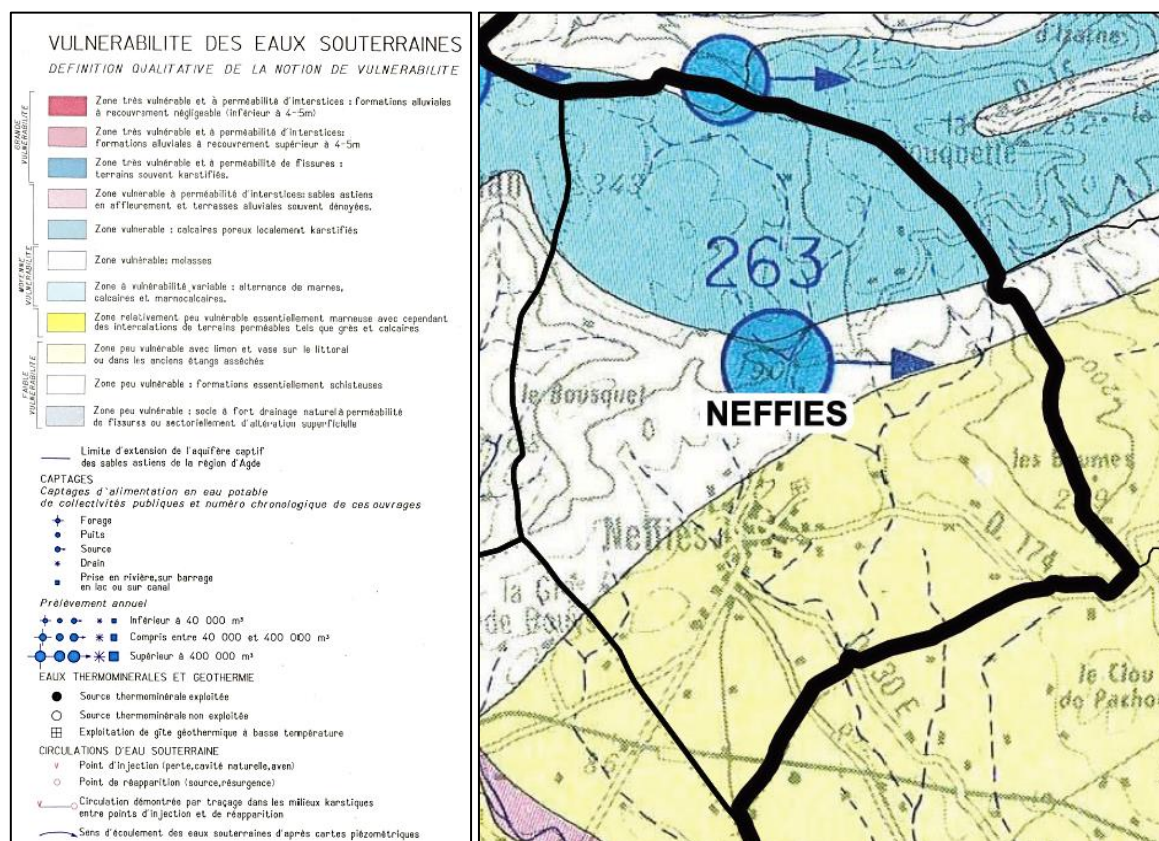 VULNERABILITE DES EAUX SOUTERRAINES
DEFINITION QUALITATIVE DE LA NOTION DE VULNERABILITE
GRANDE VULNERABILITE
Zone très vulnérable et à perméabilité d'interstices : formations alluviales
à recouvrement négligeable (inférieur à 4-5m)
Zone très vulnérable et à perméabilité d'interstices:
formations alluviales à recouvrement supérieur à 4-5m
Zone très vulnérable et à perméabilité de fissures :
terrains souvent karstifiés.
MOYENNE VULNERABILITE
Zone vulnérable à perméabilité d'interstices: sables astiens
en affleurement et terrasses alluviales souvent dénoyées.
Zone vulnerable : calcaires poreux localement karstifiés
Zone vulnérable: molasses
Zone à vulnérabilité variable : alternance de marnes,
calcaires et marnocalcaires.
Zone relativement peu vulnérable essentiellement marneuse avec cependant
des intercalations de terrains perméables tels que grès et calcaires
FAIBLE VULNERABILITE
Zone peu vulnérable avec limon et vase sur le littoral
ou dans les anciens étangs asséchés
Zone peu vulnérable : formations essentiellement schisteuses
Zone peu vulnérable : socle à fort drainage naturel à perméabilité
de fissures ou sectoriellement d'altération superficielle
Limite d'extension de l'aquifère captif
des sables astiens de la région d'Agde
CAPTAGES
Captages d'alimentation en eau potable
de collectivités publiques et numéro chronologique de ces ouvrages
Forage
Puits
Source
Drain
Prise en rivière, sur barrage
en lac ou sur canal
Prélèvement annuel
Inférieur à 40 000 m³
Compris entre 40 000 et 400 000 m³
Supérieur à 400 000 m³
EAUX THERMOMINERALES ET GEOTHERMIE
Source thermominérale exploitée
Source thermominérale non exploitée
Exploitation de gîte géothermique à basse température
CIRCULATIONS D'EAU SOUTERRAINE
Point d'injection (perte, cavité naturelle, aven)
Point de réapparition (source, résurgence)
Circulation démontrée par traçage dans les milieux karstiques
entre points d'injection et de réapparition
Sens d'écoulement des eaux souterraines d'après cartes piézométriques
D. 15
la
232
la
243
263
190
le Bousquet
NEFFIES
200
les Baumes
Neffiès
D. 174
D. 30 E
le Clou
86